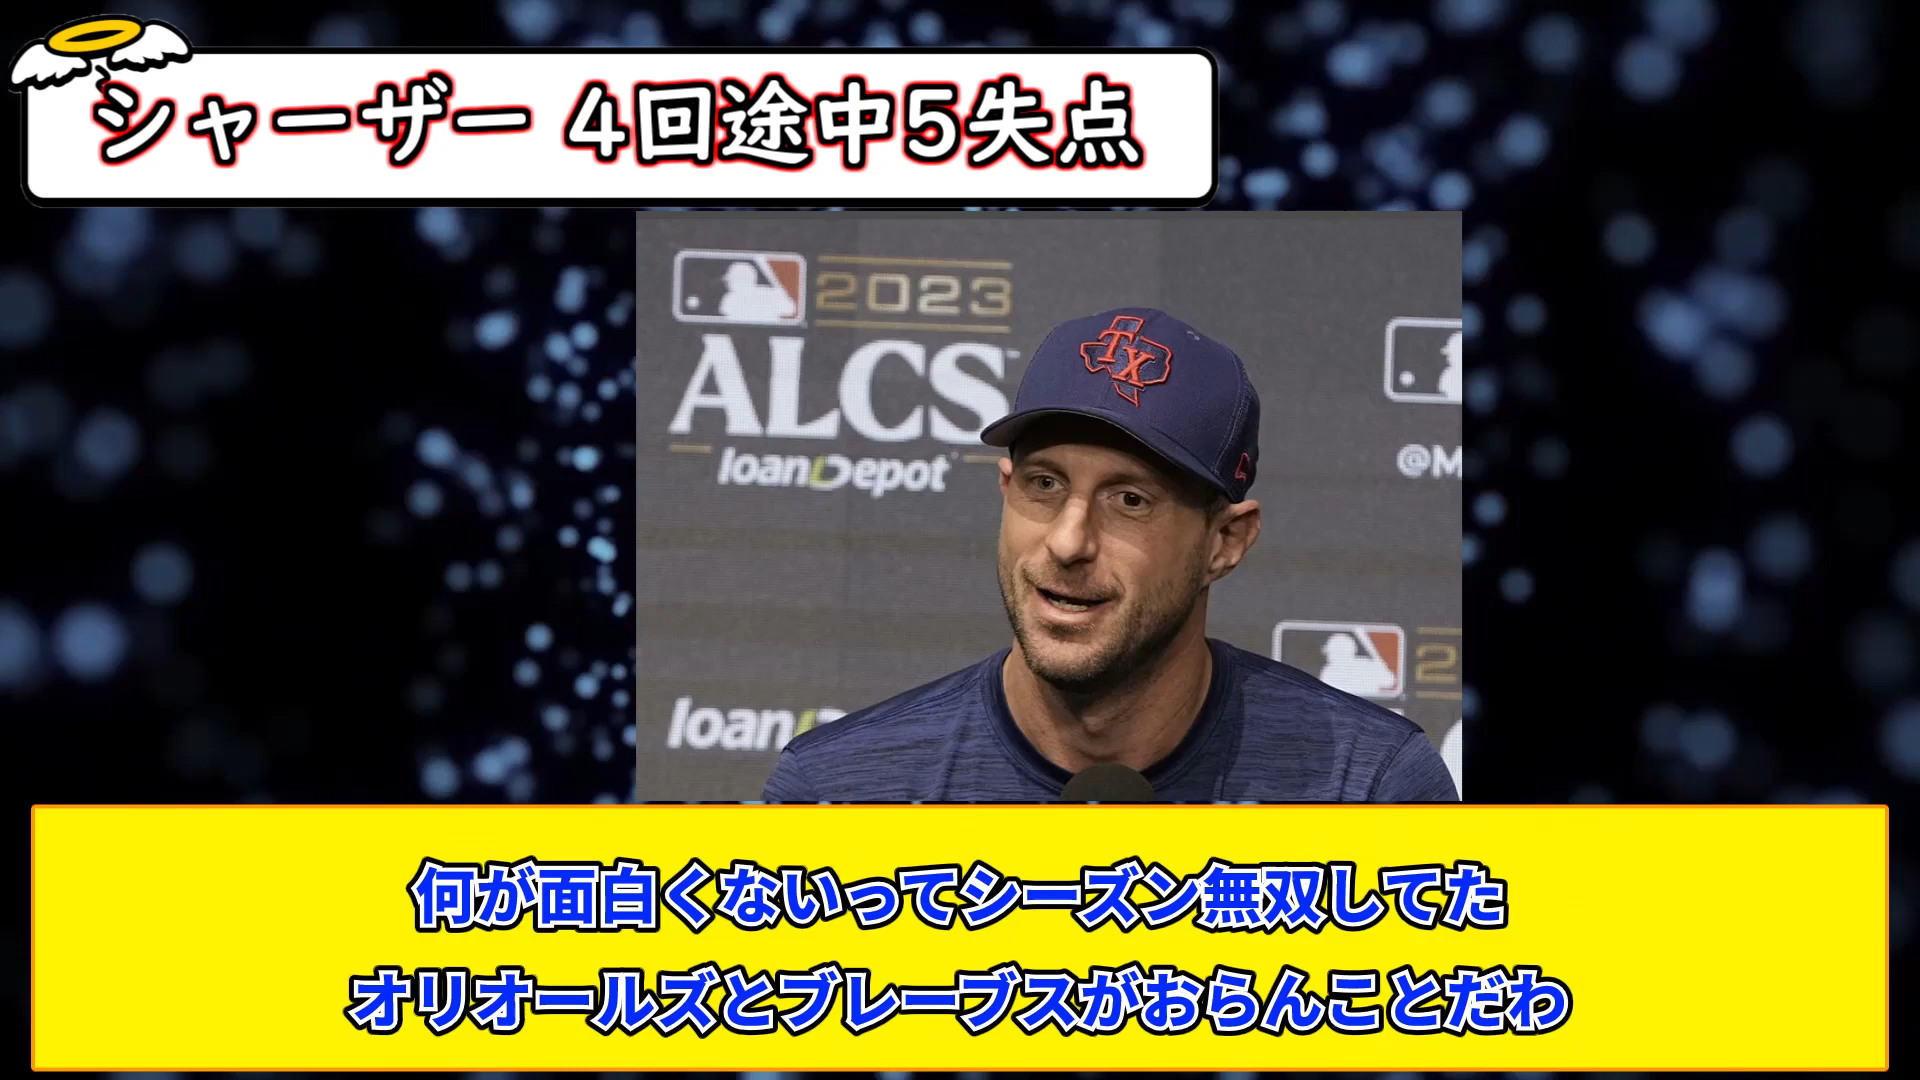 シャーザー 4回途中5失点
2023
ALCS
loanDepot
TX
@M
2
loan
何が面白くないってシーズン無双してた
オリオールズとブレーブスがおらんことだわ